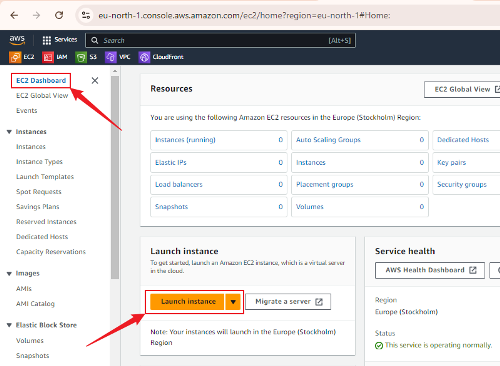 eu-north-1.console.aws.amazon.com/ec2/home?region=eu-north-1#Home:
aws
Services
Search
[Alt+S]
EC2
IAM
S3
VPC
CloudFront
EC2 Dashboard
EC2 Global View
Events
Instances
Instances
Instance Types
Launch Templates
Spot Requests
Savings Plans
Reserved Instances
Dedicated Hosts
Capacity Reservations
Images
AMIs
AMI Catalog
Elastic Block Store
Volumes
Snapshots
Resources
EC2 Global View
You are using the following Amazon EC2 resources in the Europe (Stockholm) Region:
Instances (running) 0
Auto Scaling Groups 0
Dedicated Hosts
Elastic IPs 0
Instances 0
Key pairs
Load balancers 0
Placement groups 0
Security groups
Snapshots 0
Volumes 0
Launch instance
To get started, launch an Amazon EC2 instance, which is a virtual server
in the cloud.
Launch instance
Migrate a server
Note: Your instances will launch in the Europe (Stockholm)
Region
Service health
AWS Health Dashboard
Region
Europe (Stockholm)
Status
This service is operating normally.